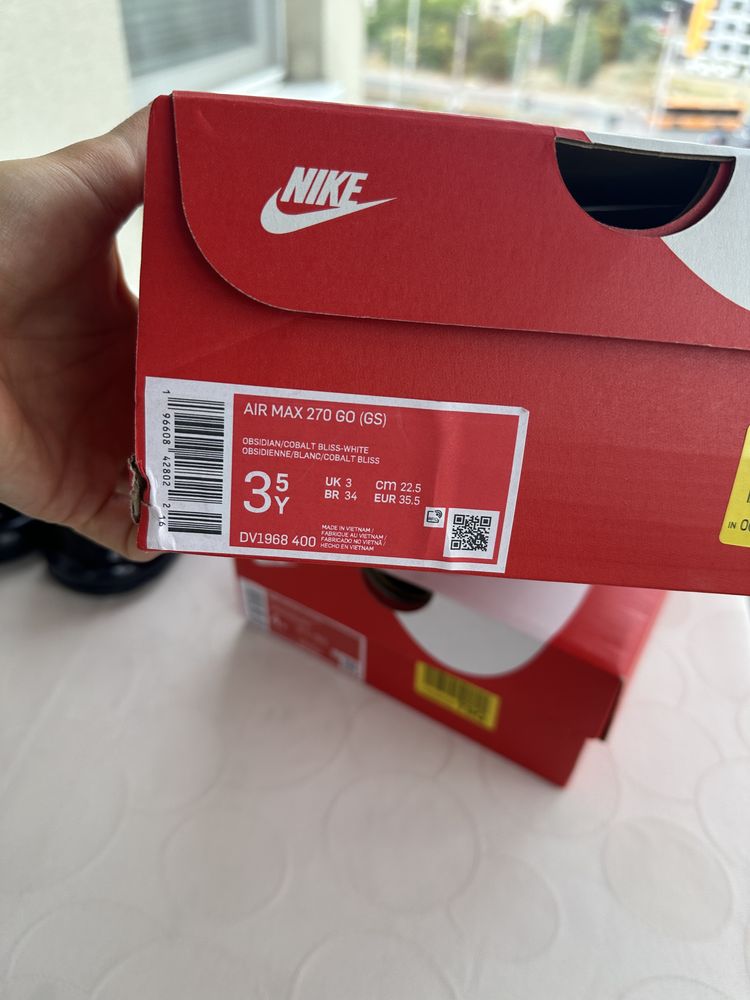 NIKE
AIR MAX 270 GO (GS)
OBSIDIAN/COBALT BLISS-WHITE
OBSIDIENNE/BLANC/COBALT BLISS
3 5 Y
UK 3
BR 34
cm 22.5
EUR 35.5
DV1968 400
MADE IN VIETNAM /
FABRIQUE AU VIETNAM /
FABRICADO NO VIETNÃ /
HECHO EN VIETNAM
1 96608 42802 2 16
IN